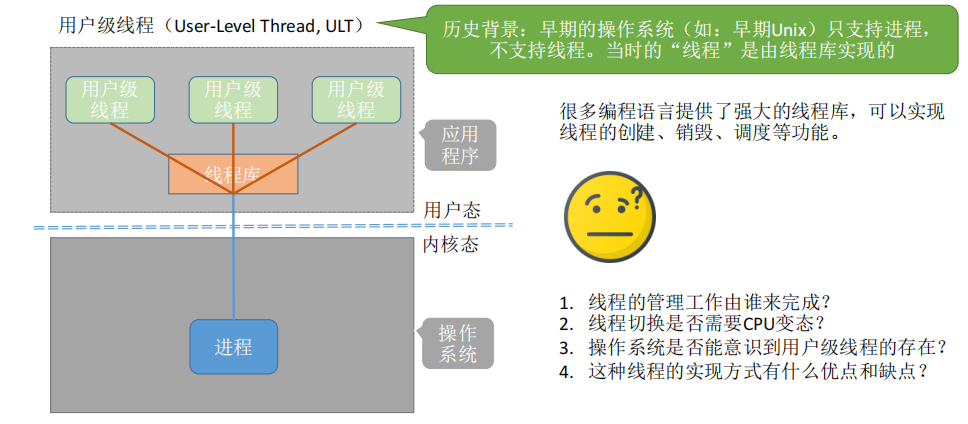 用户级线程（User-Level Thread, ULT）
历史背景：早期的操作系统（如：早期Unix）只支持进程，
不支持线程。当时的“线程”是由线程库实现的
用户级
线程
用户级
线程
用户级
线程
线程库
应用
程序
很多编程语言提供了强大的线程库，可以实现
线程的创建、销毁、调度等功能。
用户态
内核态
进程
操作
系统
1. 线程的管理工作由谁来完成？
2. 线程切换是否需要CPU变态？
3. 操作系统是否能意识到用户级线程的存在？
4. 这种线程的实现方式有什么优点和缺点？